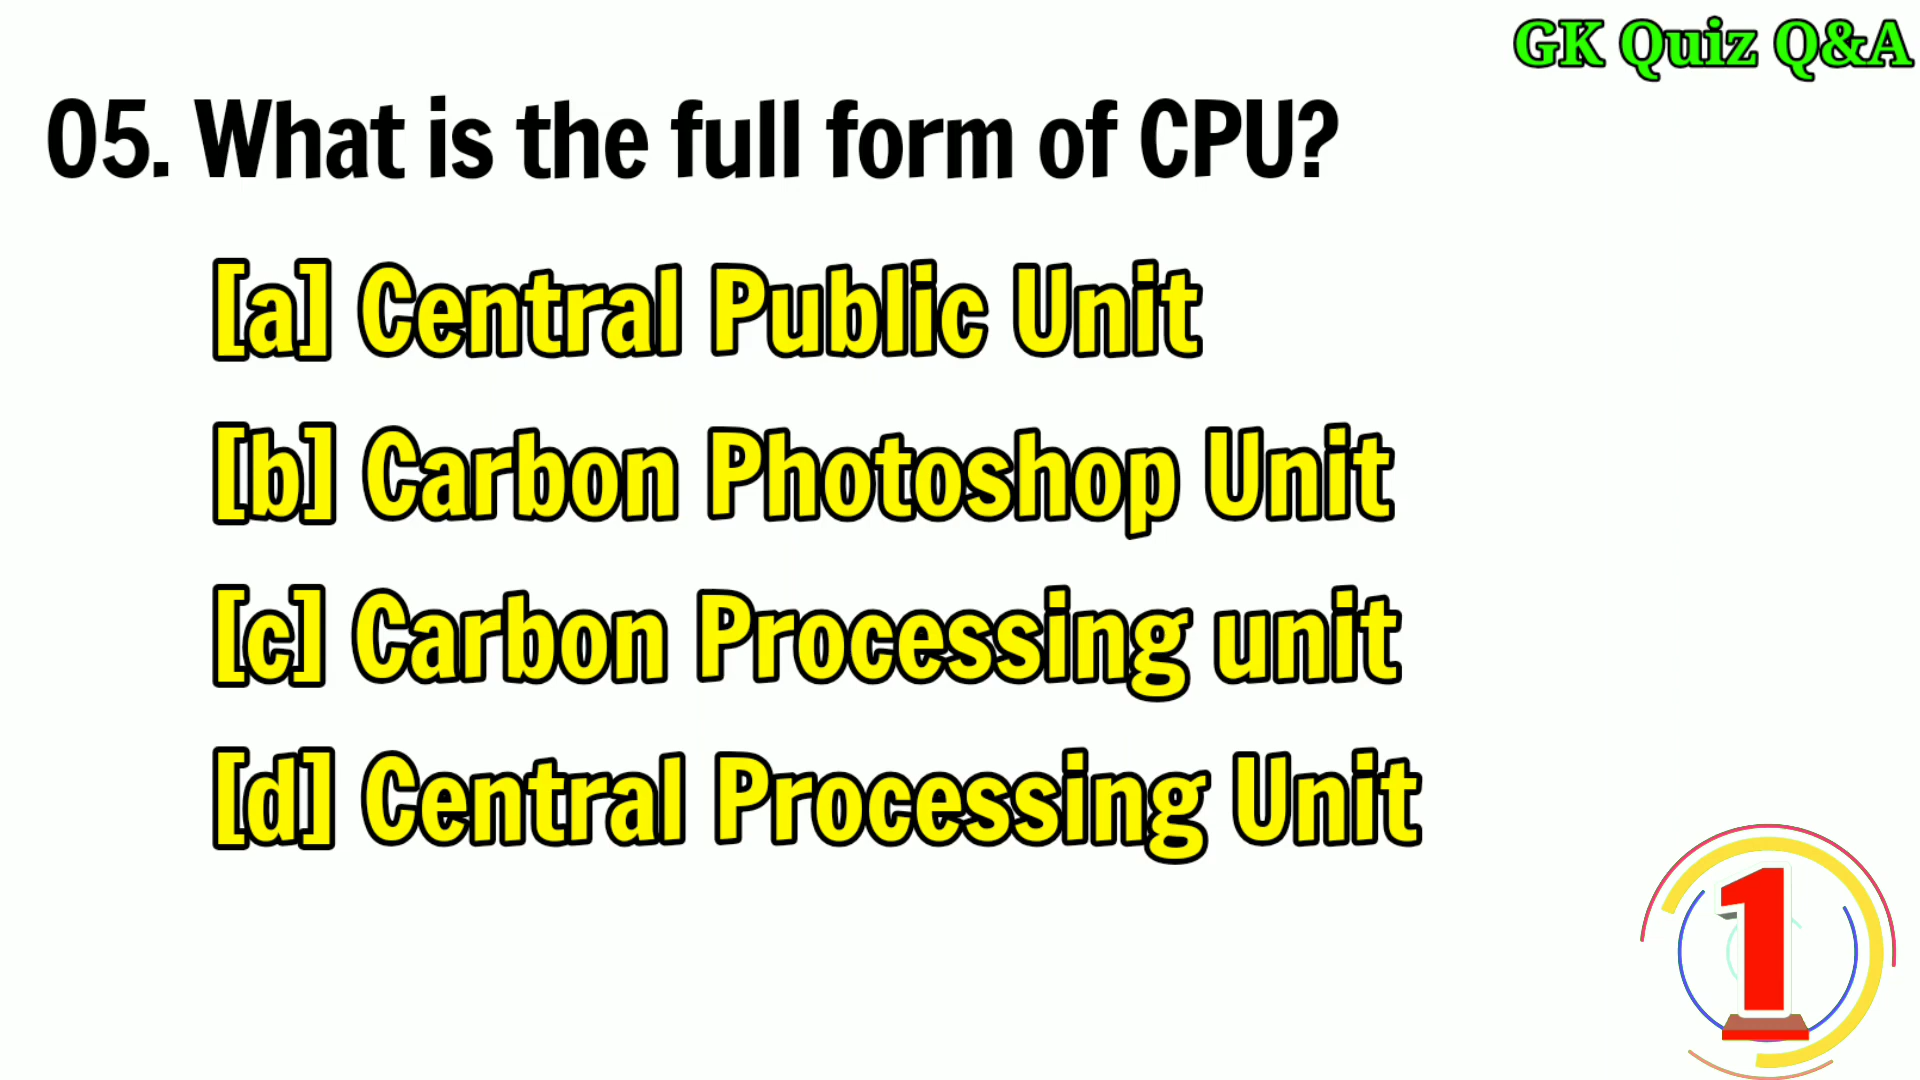 GK Quiz Q&A
05. What is the full form of CPU?
[a] Central Public Unit
[b] Carbon Photoshop Unit
[c] Carbon Processing unit
[d] Central Processing Unit
1